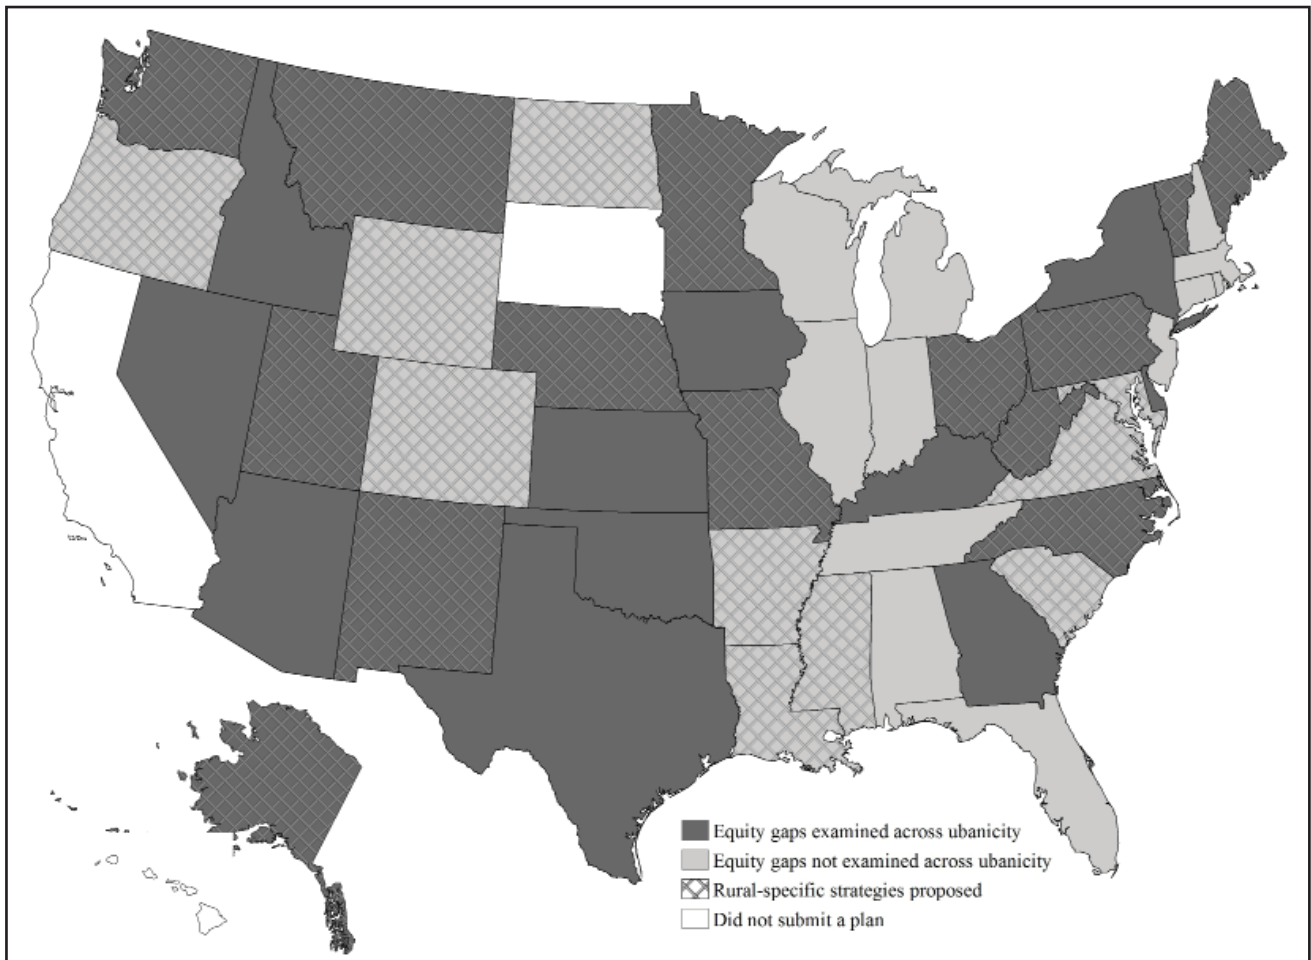 Equity gaps examined across ubanicity
Equity gaps not examined across ubanicity
Rural-specific strategies proposed
Did not submit a plan